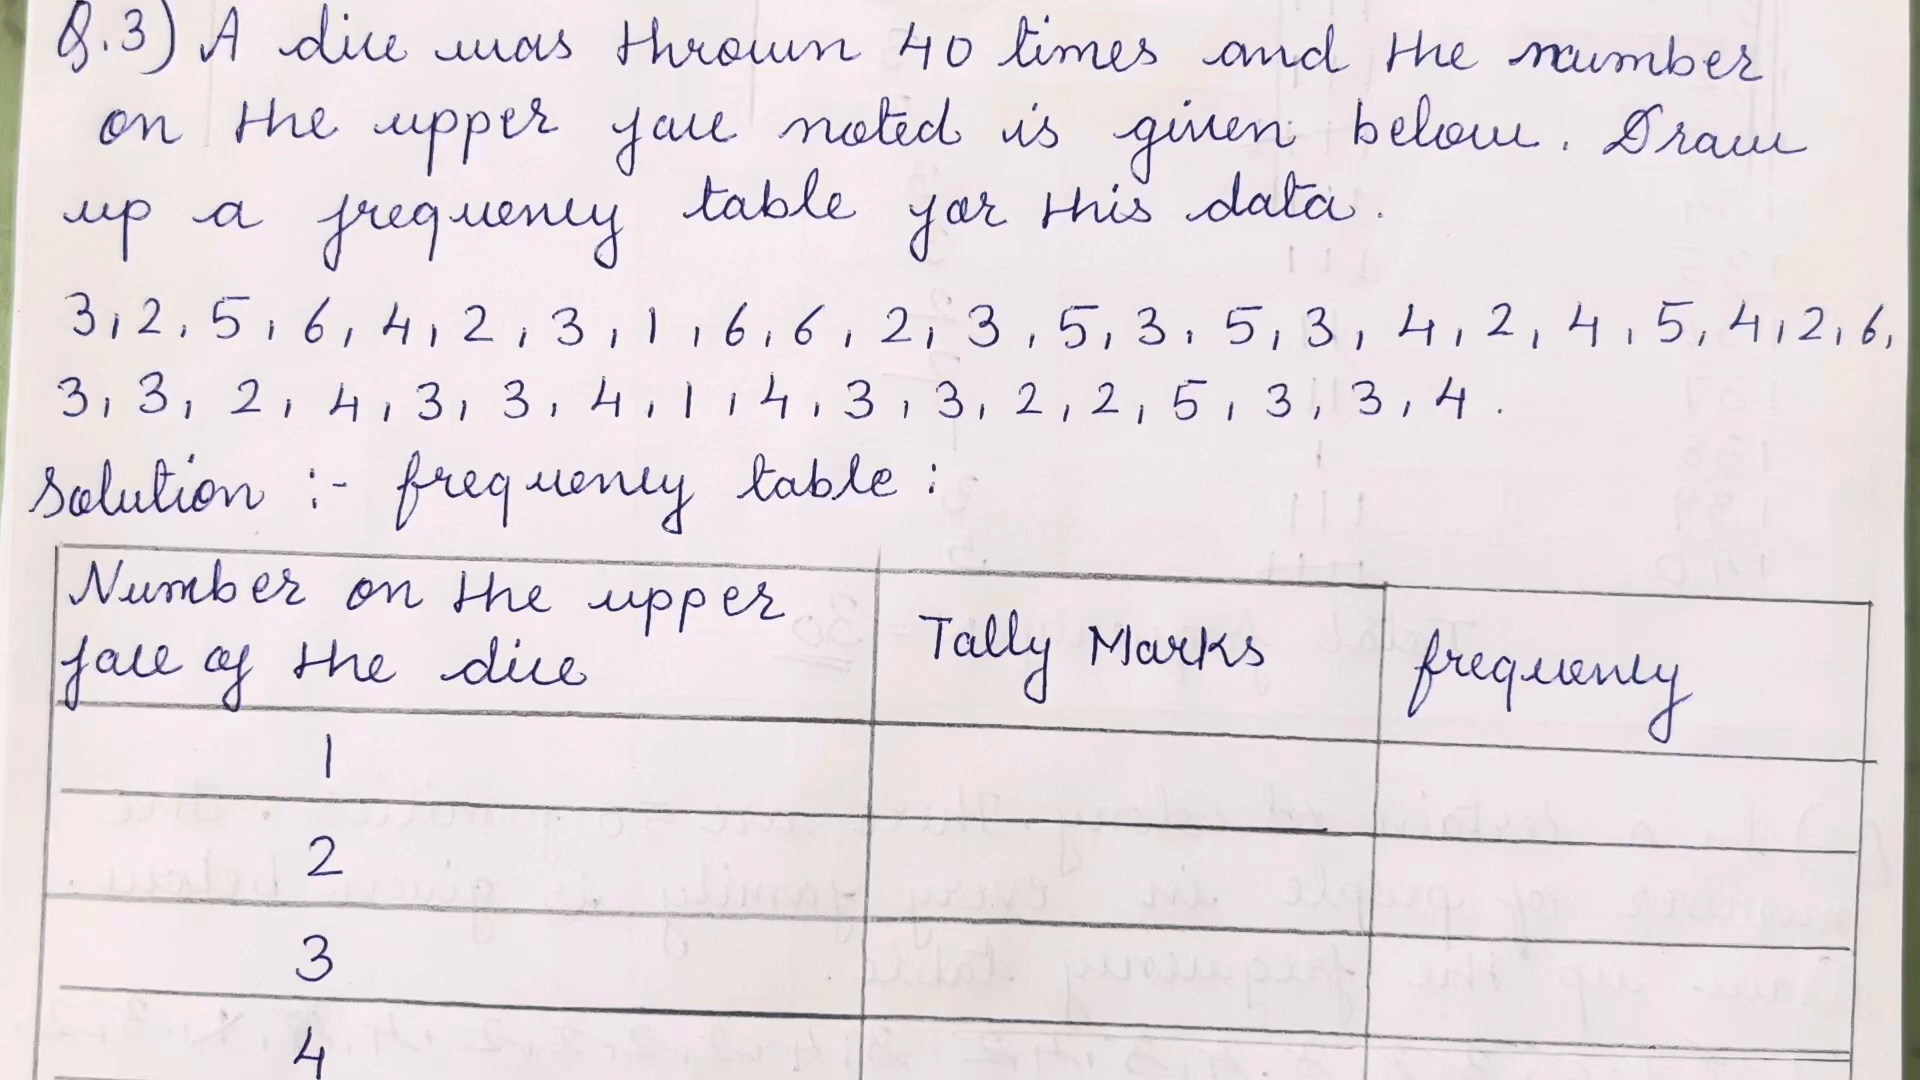 Q.3) A dice was thrown 40 times and the number
on the upper face noted is given below. Draw
up a frequency table for this data.
3, 2, 5, 6, 4, 2, 3, 1, 6, 6, 2, 3, 5, 3, 5, 3, 4, 2, 4, 5, 4, 2, 6,
3, 3, 2, 4, 3, 3, 4, 1, 4, 3, 3, 2, 2, 5, 3, 3, 4.
Solution :- frequency table :
Number on the upper
face of the dice
Tally Marks
frequency
1
2
3
4